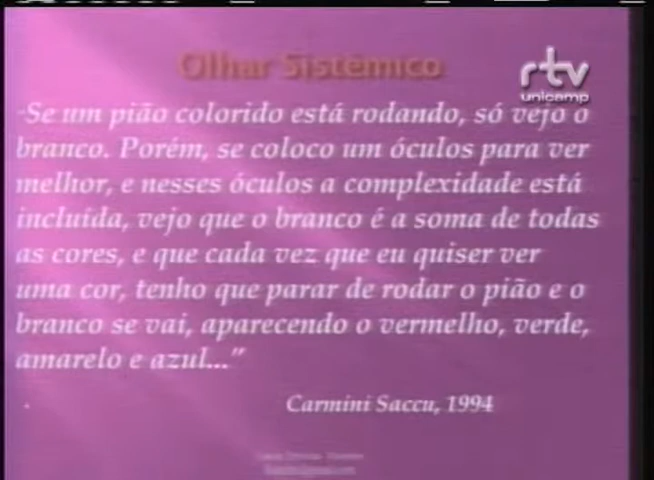 Olhar Sistêmico
rtv
unicamp
-Se um pião colorido está rodando, só vejo o
branco. Porém, se coloco um óculos para ver
melhor, e nesses óculos a complexidade está
incluída, vejo que o branco é a soma de todas
as cores, e que cada vez que eu quiser ver
uma cor, tenho que parar de rodar o pião e o
branco se vai, aparecendo o vermelho, verde,
amarelo e azul..."
Carmini Saccu, 1994